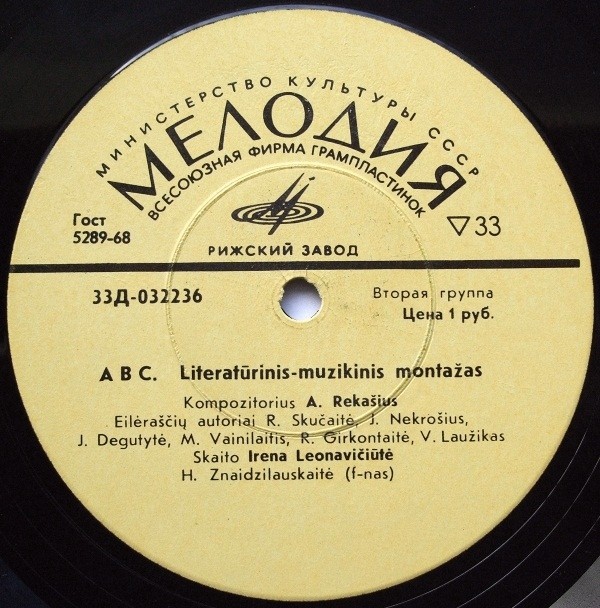 МИНИСТЕРСТВО КУЛЬТУРЫ СССР
МЕЛОДИЯ
ВСЕСОЮЗНАЯ ФИРМА ГРАМПЛАСТИНОК
Гост
5289-68
▽33
РИЖСКИЙ ЗАВОД
33Д-032236
Вторая группа
Цена 1 руб.
A B C. Literatūrinis-muzikinis montažas
Kompozitorius A. Rekašius
Eilėraščių autoriai R. Skučaitė, J. Nekrošius,
J. Degutytė, M. Vainilaitis, R. Girkontaitė, V. Laužikas
Skaito Irena Leonavičiūtė
H. Znaidzilauskaitė (f-nas)